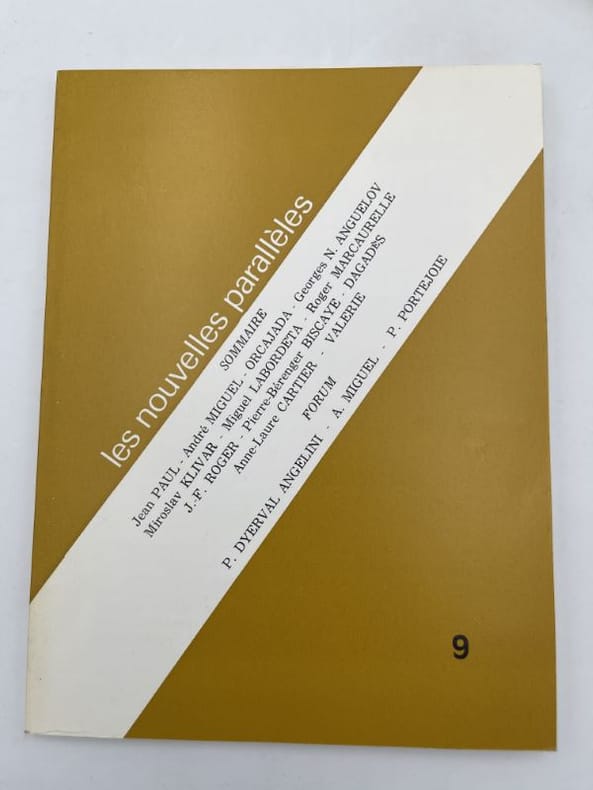 les nouvelles parallèles
SOMMAIRE
Jean PAUL - André MIGUEL - ORCAJADA - Georges N. ANGUELOV
Miroslav KLIVAR - Miguel LABORDETA - Roger MARCAURELLE
J.-F. ROGER - Pierre-Bérenger BISCAYE - DAGADèS
Anne-Laure CARTIER - VALERIE
FORUM
P. DYERVAL ANGELINI - A. MIGUEL - P. PORTEJOIE
9